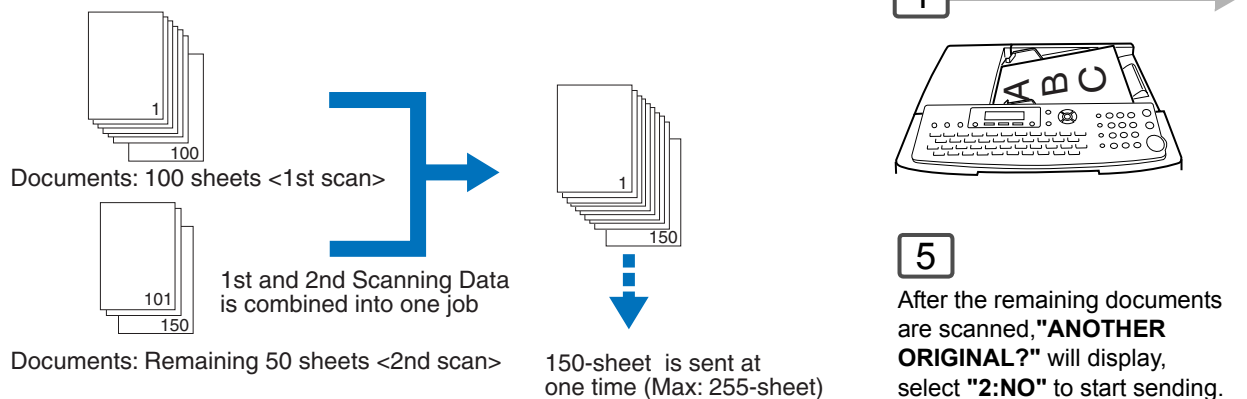 1
100
Documents: 100 sheets <1st scan>
101
150
Documents: Remaining 50 sheets <2nd scan>
1st and 2nd Scanning Data
is combined into one job
1
150
150-sheet is sent at
one time (Max: 255-sheet)
A B C
5
After the remaining documents
are scanned,"ANOTHER
ORIGINAL?" will display,
select "2:NO" to start sending.